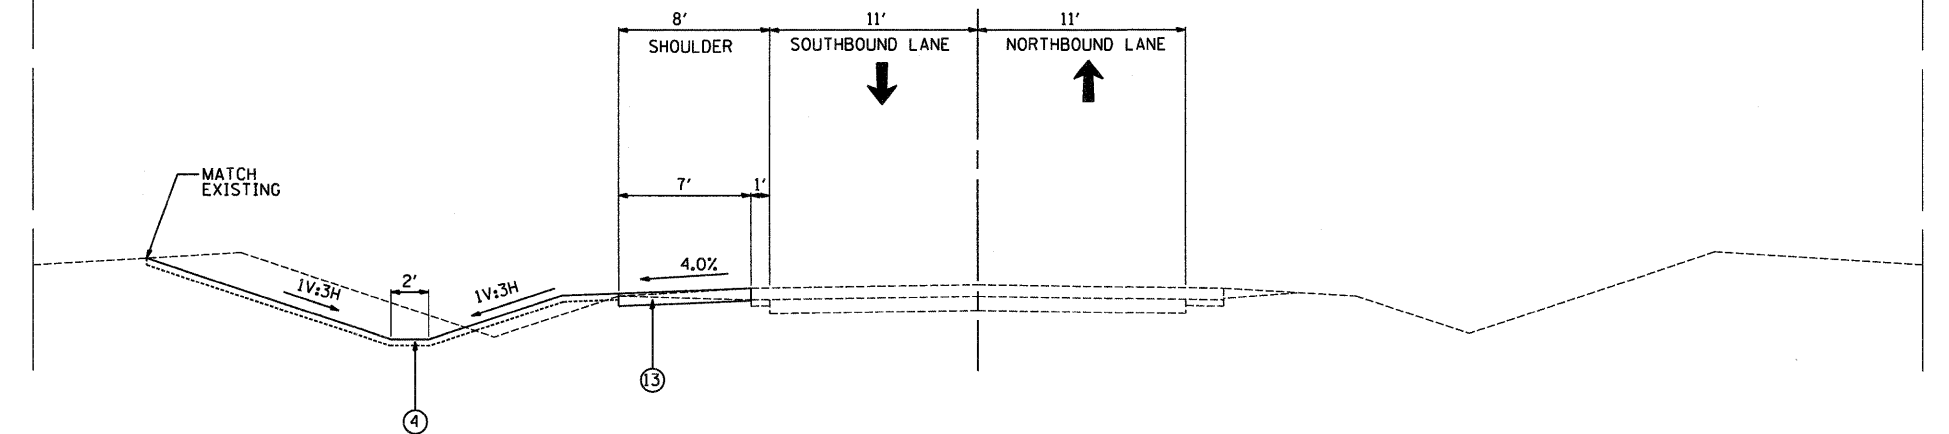 8' 11' 11'
SHOULDER SOUTHBOUND LANE NORTHBOUND LANE
MATCH
EXISTING
7' 1'
4.0%
1V:3H 2' 1V:3H
13
4